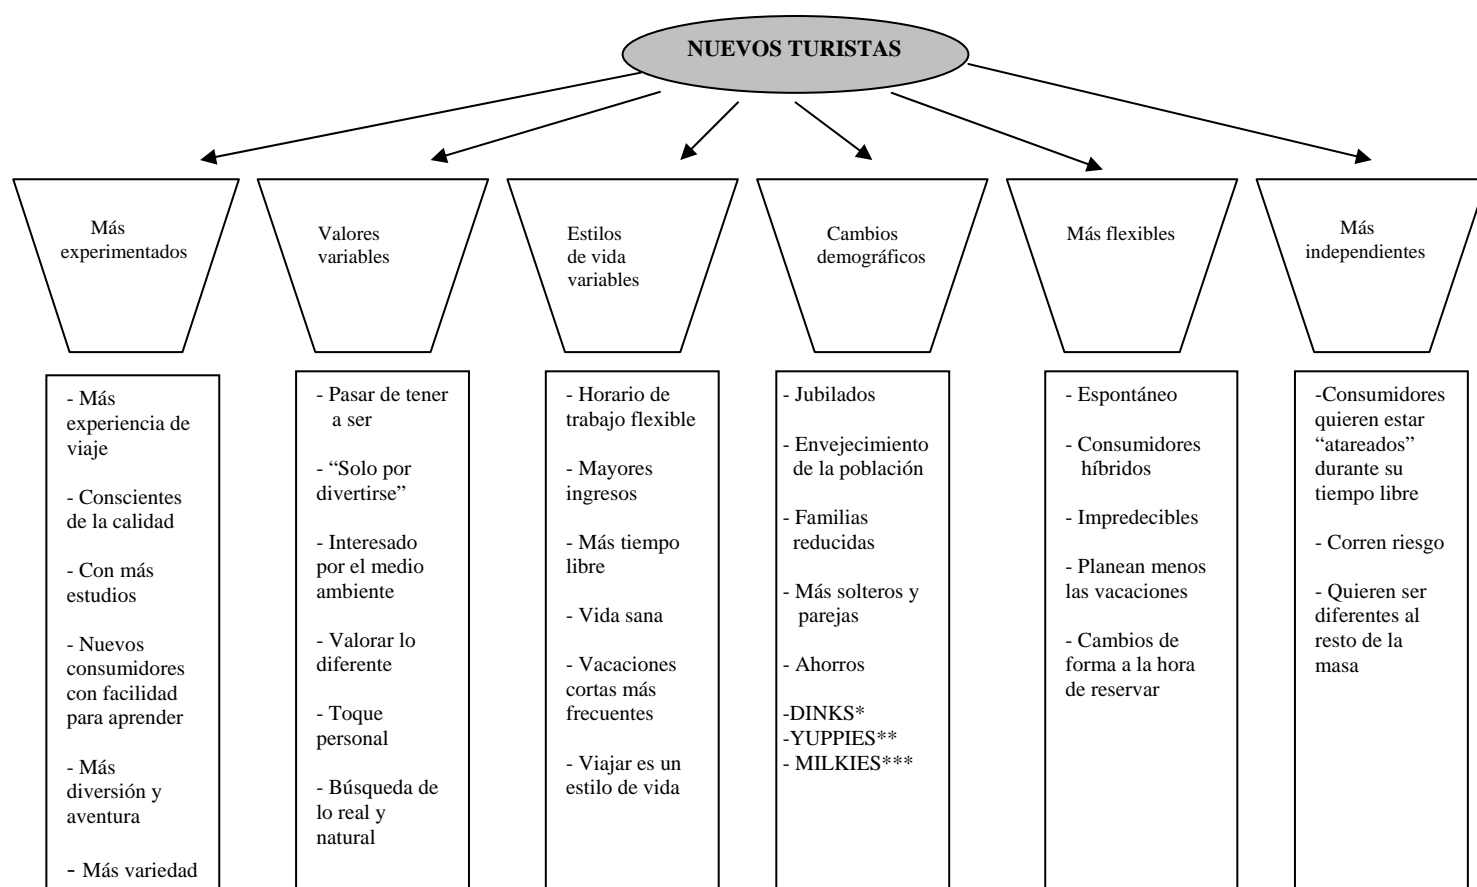 NUEVOS TURISTAS
Más
experimentados
Valores
variables
Estilos
de vida
variables
Cambios
demográficos
Más flexibles
Más
independientes
- Más
experiencia de
viaje
- Conscientes
de la calidad
- Con más
estudios
- Nuevos
consumidores
con facilidad
para aprender
- Más
diversión y
aventura
- Más variedad
- Pasar de tener
a ser
- “Solo por
divertirse”
- Interesado
por el medio
ambiente
- Valorar lo
diferente
- Toque
personal
- Búsqueda de
lo real y
natural
- Horario de
trabajo flexible
- Mayores
ingresos
- Más tiempo
libre
- Vida sana
- Vacaciones
cortas más
frecuentes
- Viajar es un
estilo de vida
- Jubilados
- Envejecimiento
de la población
- Familias
reducidas
- Más solteros y
parejas
- Ahorros
-DINKS*
-YUPPIES**
- MILKIES***
- Espontáneo
- Consumidores
híbridos
- Impredecibles
- Planean menos
las vacaciones
- Cambios de
forma a la hora
de reservar
-Consumidores
quieren estar
“atareados”
durante su
tiempo libre
- Corren riesgo
- Quieren ser
diferentes al
resto de la
masa